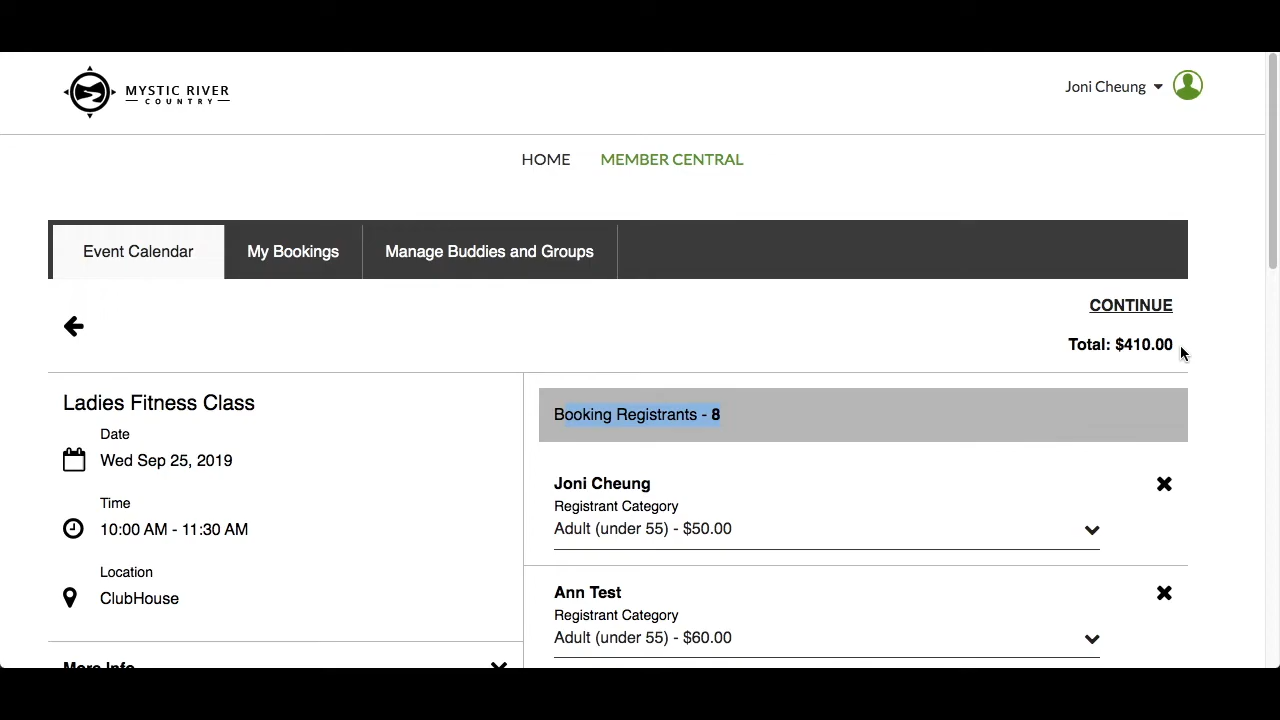 MYSTIC RIVER
COUNTRY
Joni Cheung
HOME MEMBER CENTRAL
Event Calendar My Bookings Manage Buddies and Groups
CONTINUE
Total: $410.00
Ladies Fitness Class
Date
Wed Sep 25, 2019
Time
10:00 AM - 11:30 AM
Location
ClubHouse
More Info
Booking Registrants - 8
Joni Cheung
Registrant Category
Adult (under 55) - $50.00
Ann Test
Registrant Category
Adult (under 55) - $60.00